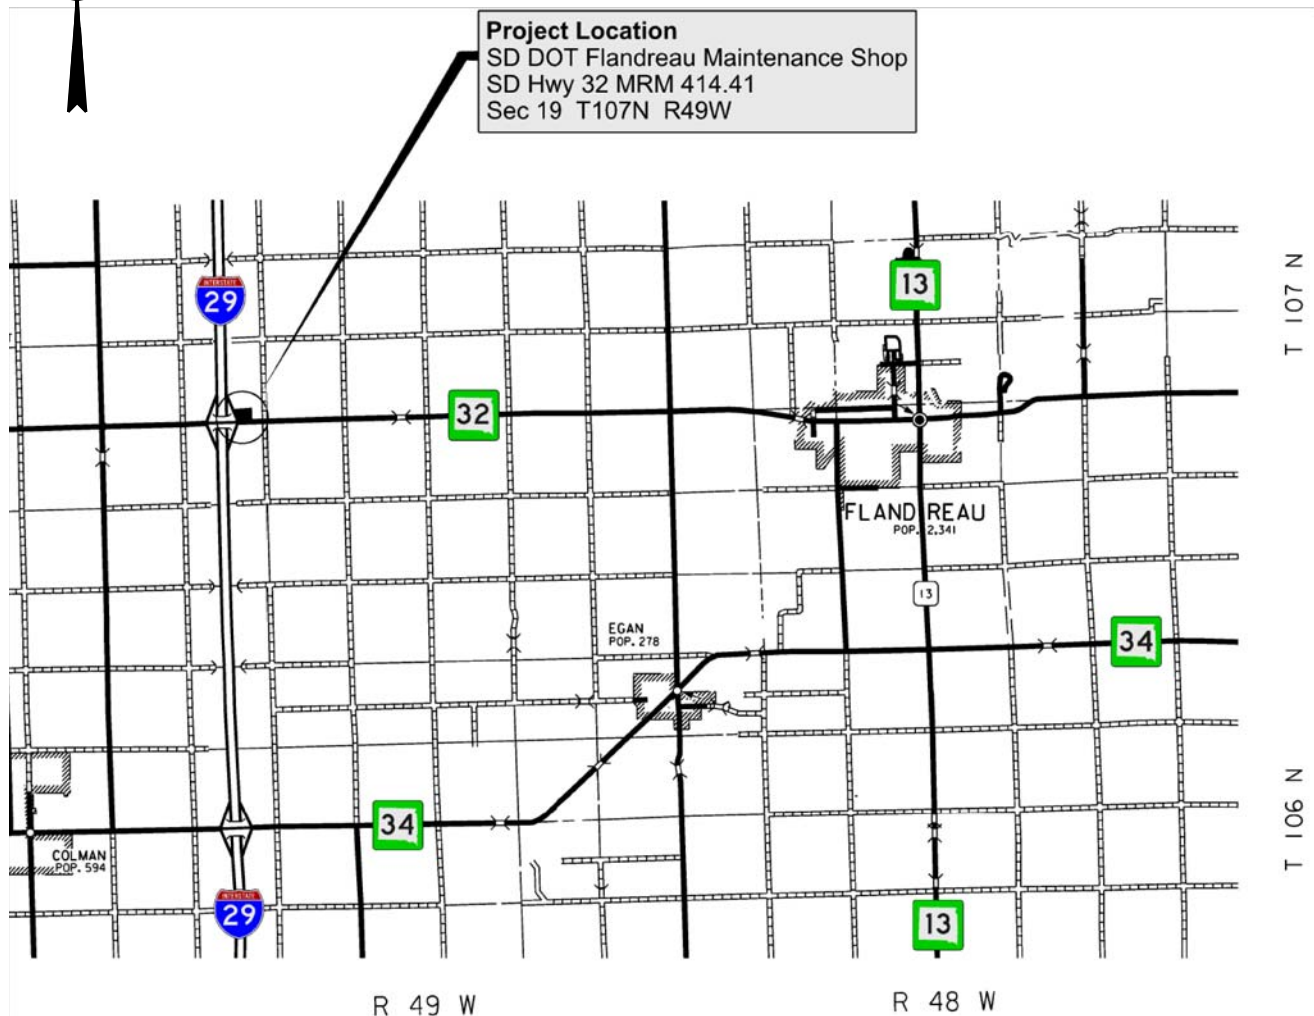 Project Location
SD DOT Flandreau Maintenance Shop
SD Hwy 32 MRM 414.41
Sec 19 T107N R49W
T 107 N
INTERSTATE
29
13
32
FLANDREAU
POP. 2,341
13
EGAN
POP. 278
34
T 106 N
34
COLMAN
POP. 594
INTERSTATE
29
13
R 49 W
R 48 W